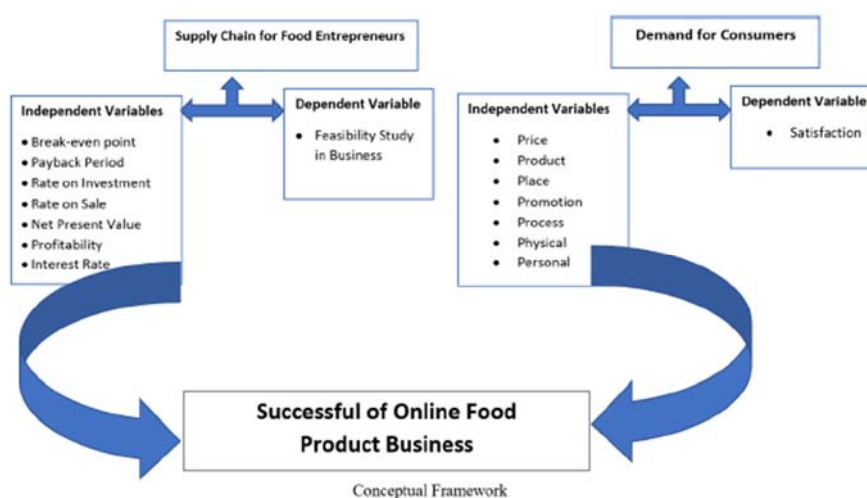 Supply Chain for Food Entrepreneurs
Demand for Consumers
Independent Variables
• Break-even point
• Payback Period
• Rate on Investment
• Rate on Sale
• Net Present Value
• Profitability
• Interest Rate
Dependent Variable
• Feasibility Study
in Business
Independent Variables
• Price
• Product
• Place
• Promotion
• Process
• Physical
• Personal
Dependent Variable
• Satisfaction
Successful of Online Food
Product Business
Conceptual Framework